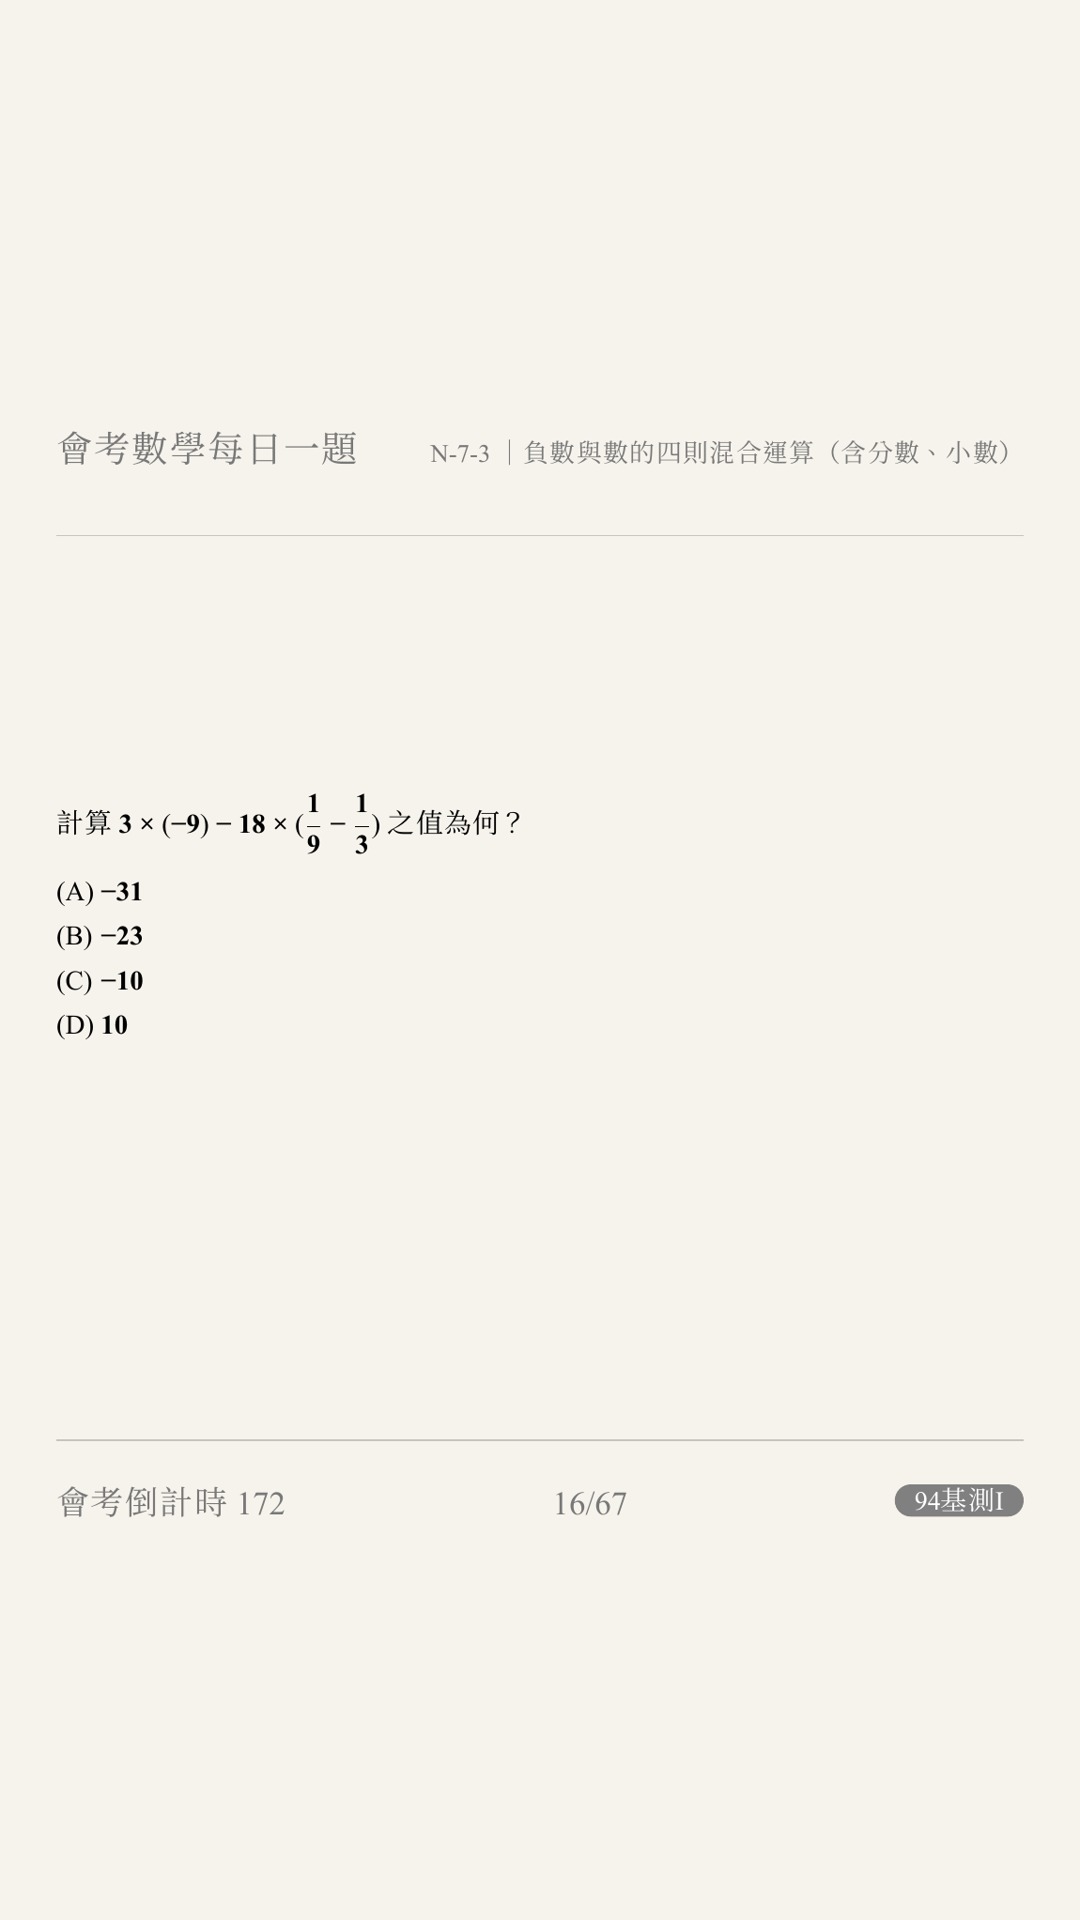 會考數學每日一題
N-7-3｜負數與數的四則混合運算（含分數、小數）
計算 3 × (−9) − 18 × (1/9 − 1/3) 之值為何？
(A) −31
(B) −23
(C) −10
(D) 10
會考倒計時 172
16/67
94基測I